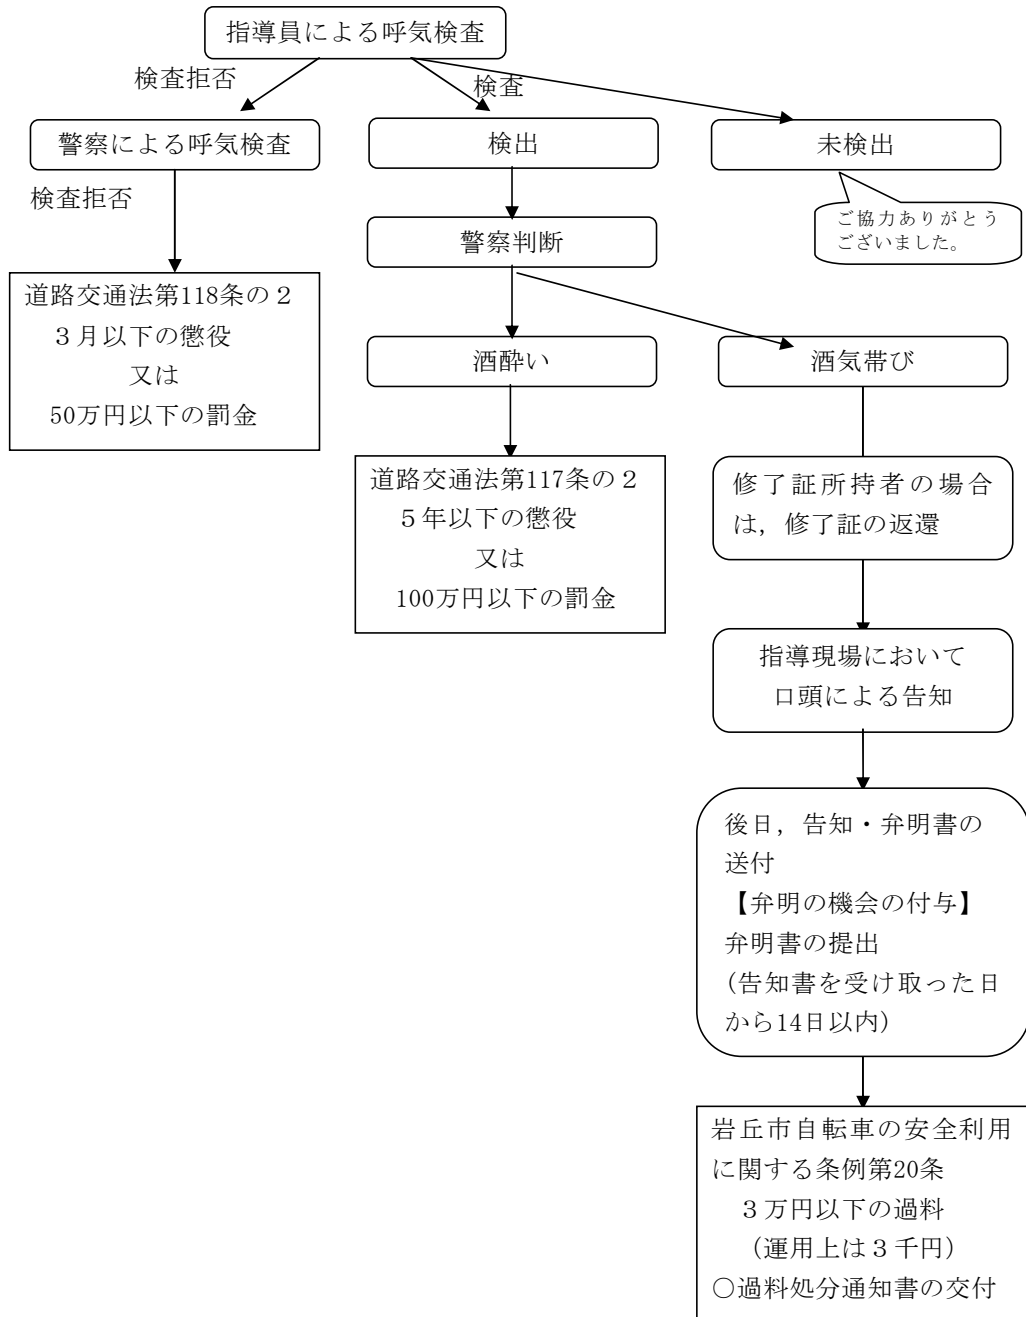 指導員による呼気検査
検査拒否
検査
警察による呼気検査
検出
未検出
検査拒否
ご協力ありがとう
ございました。
警察判断
道路交通法第118条の２
３月以下の懲役
又は
50万円以下の罰金
酒酔い
酒気帯び
道路交通法第117条の２
５年以下の懲役
又は
100万円以下の罰金
修了証所持者の場合
は，修了証の返還
指導現場において
口頭による告知
後日，告知・弁明書の
送付
【弁明の機会の付与】
弁明書の提出
(告知書を受け取った日
から14日以内)
岩丘市自転車の安全利用
に関する条例第20条
３万円以下の過料
（運用上は３千円）
○過料処分通知書の交付